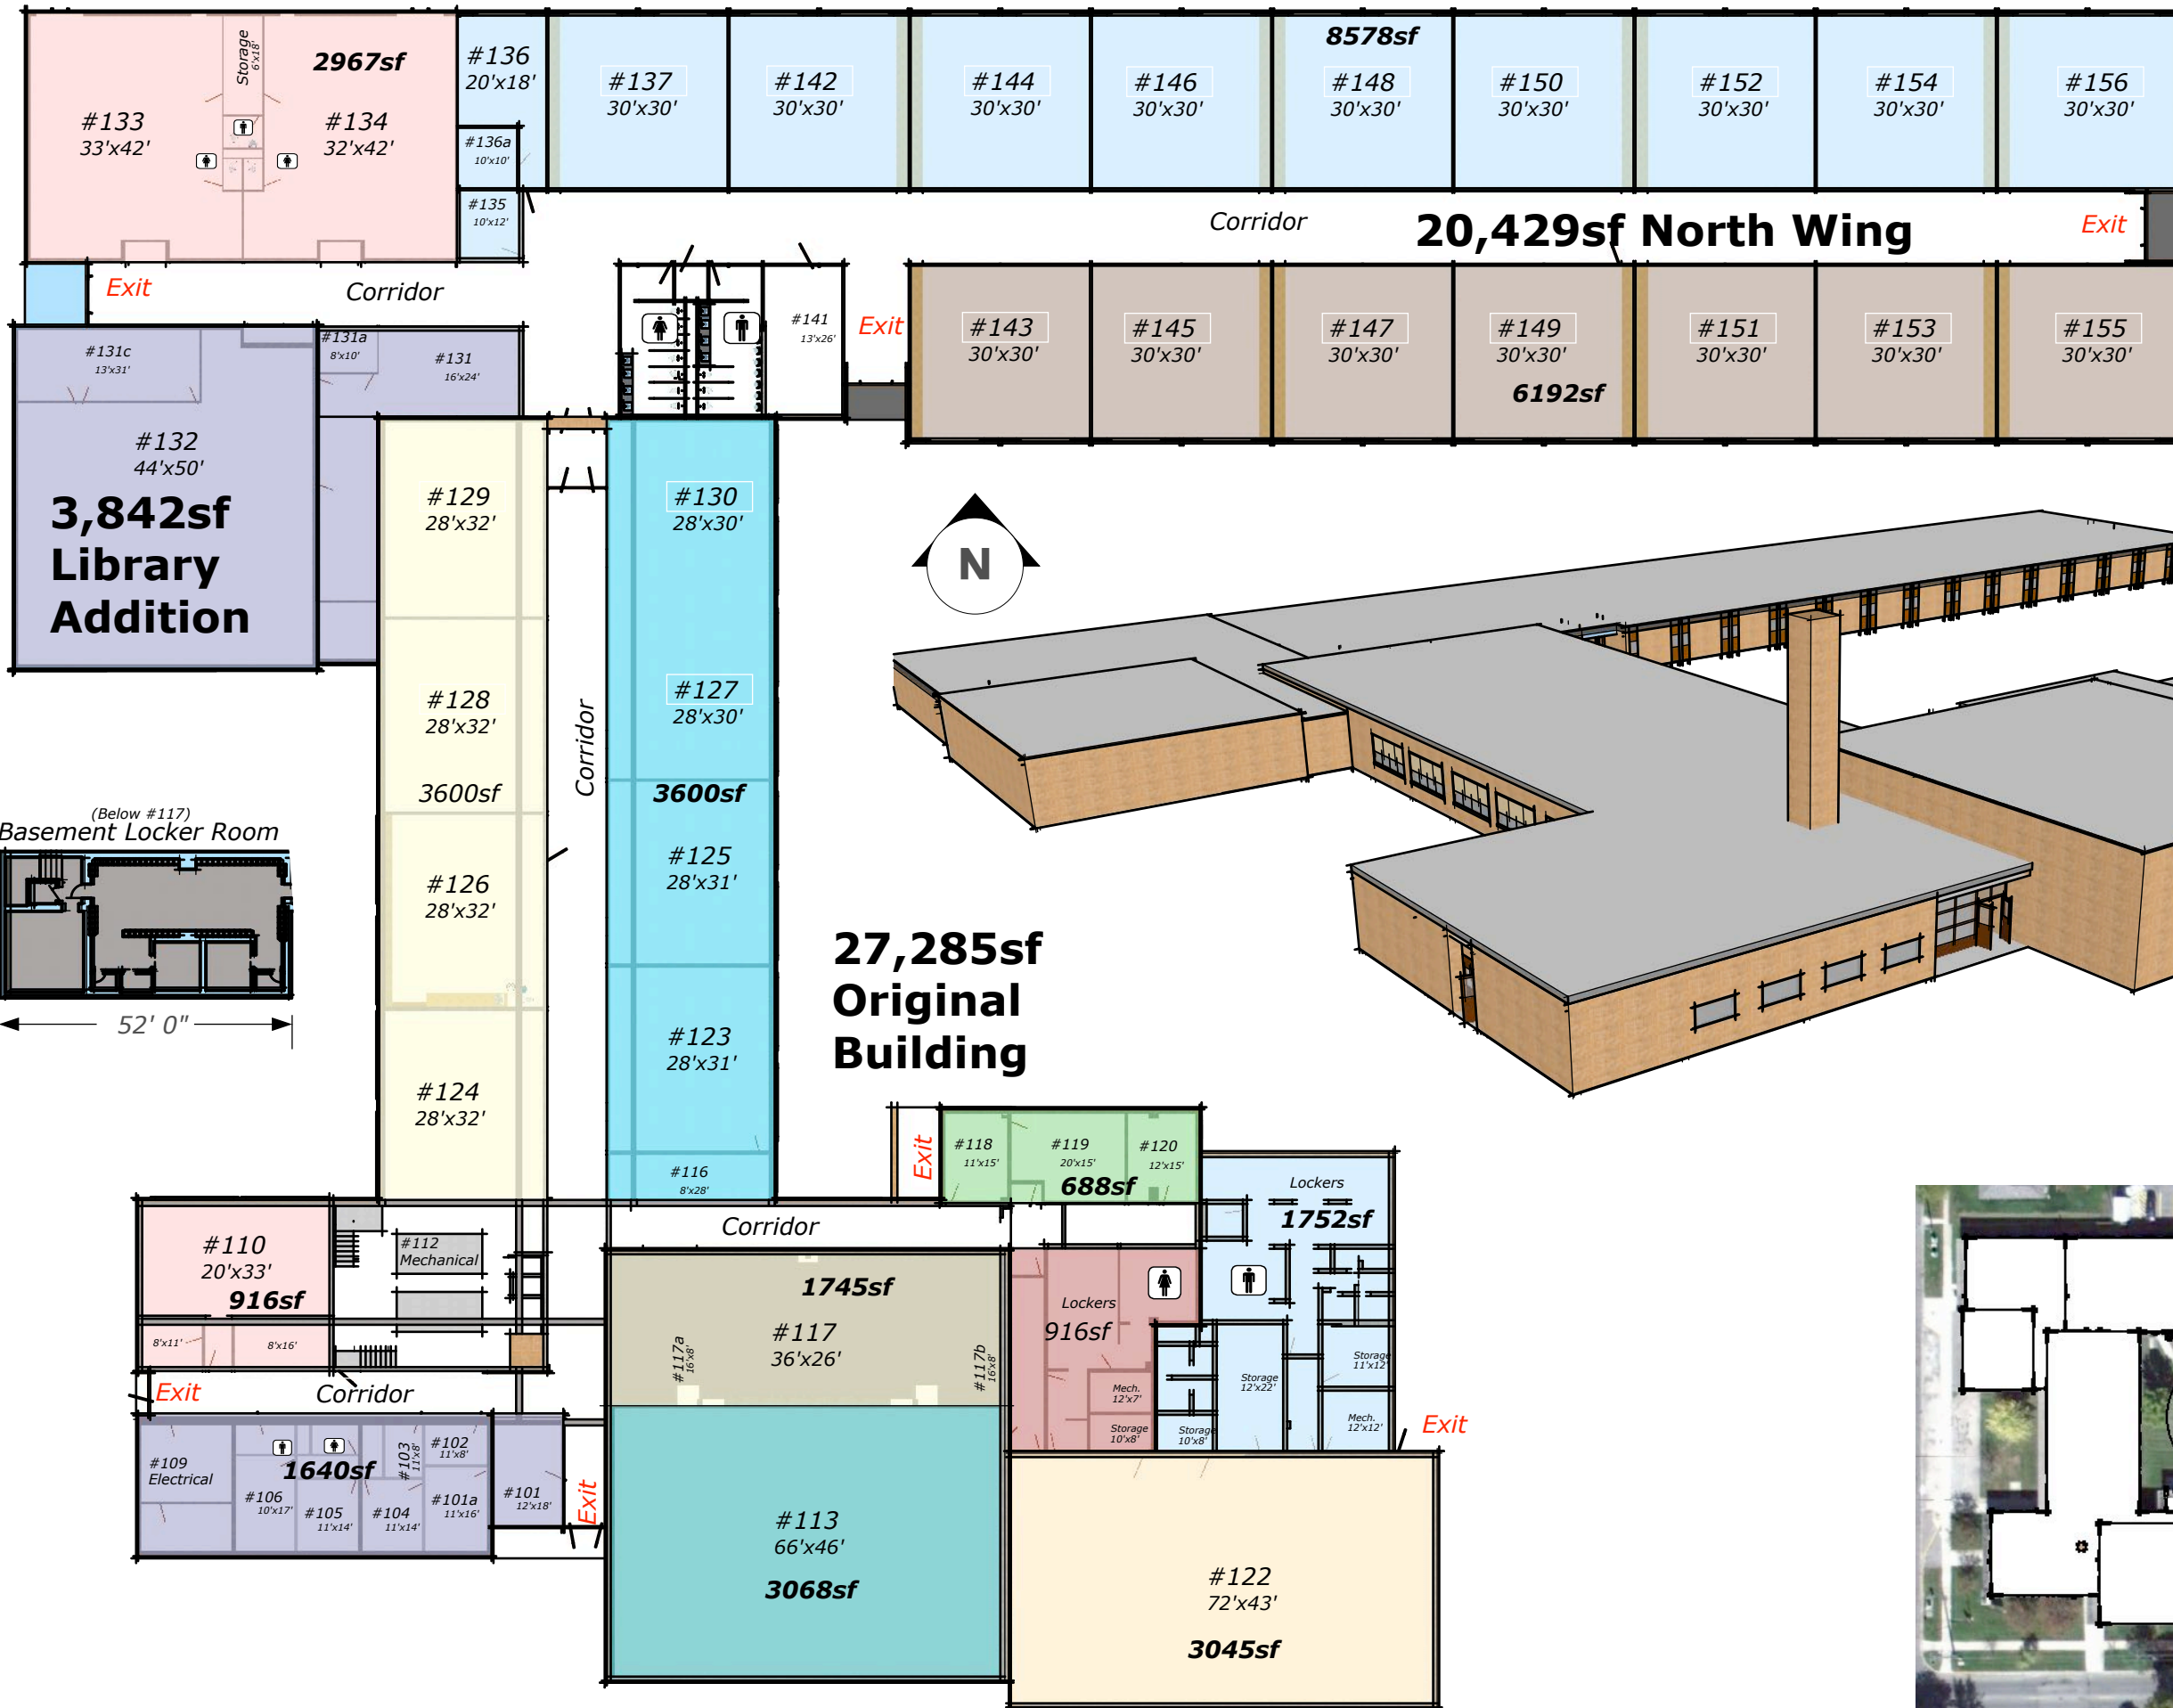 #133
33'x42'
Storage
6'x18'
2967sf
#134
32'x42'
#136
20'x18'
#136a
10'x10'
#135
10'x12'
#137
30'x30'
#142
30'x30'
#144
30'x30'
#146
30'x30'
8578sf
#148
30'x30'
#150
30'x30'
#152
30'x30'
#154
30'x30'
#156
30'x30'
Corridor
20,429sf North Wing
Exit
Exit
Corridor
#141
13'x26'
Exit
#143
30'x30'
#145
30'x30'
#147
30'x30'
#149
30'x30'
6192sf
#151
30'x30'
#153
30'x30'
#155
30'x30'
#131c
13'x31'
#131a
8'x10'
#131
16'x24'
#132
44'x50'
3,842sf
Library
Addition
#129
28'x32'
#130
28'x30'
N
#128
28'x32'
Corridor
#127
28'x30'
3600sf
3600sf
(Below #117)
Basement Locker Room
52' 0"
#126
28'x32'
#125
28'x31'
27,285sf
Original
Building
#124
28'x32'
#123
28'x31'
#116
8'x28'
Exit
#118
11'x15'
#119
20'x15'
#120
12'x15'
688sf
Lockers
1752sf
#110
20'x33'
916sf
8'x11'
8'x16'
#112
Mechanical
Corridor
1745sf
#117
36'x26'
#117a
16'x8'
#117b
16'x8'
Lockers
916sf
Mech.
12'x7'
Storage
10'x8'
Storage
10'x8'
Storage
12'x22'
Storage
11'x12'
Mech.
12'x12'
Exit
Exit
Corridor
#109
Electrical
1640sf
#106
10'x17'
#105
11'x14'
#104
11'x14'
#103
11'x8'
#102
11'x8'
#101a
11'x16'
#101
12'x18'
Exit
#113
66'x46'
3068sf
#122
72'x43'
3045sf